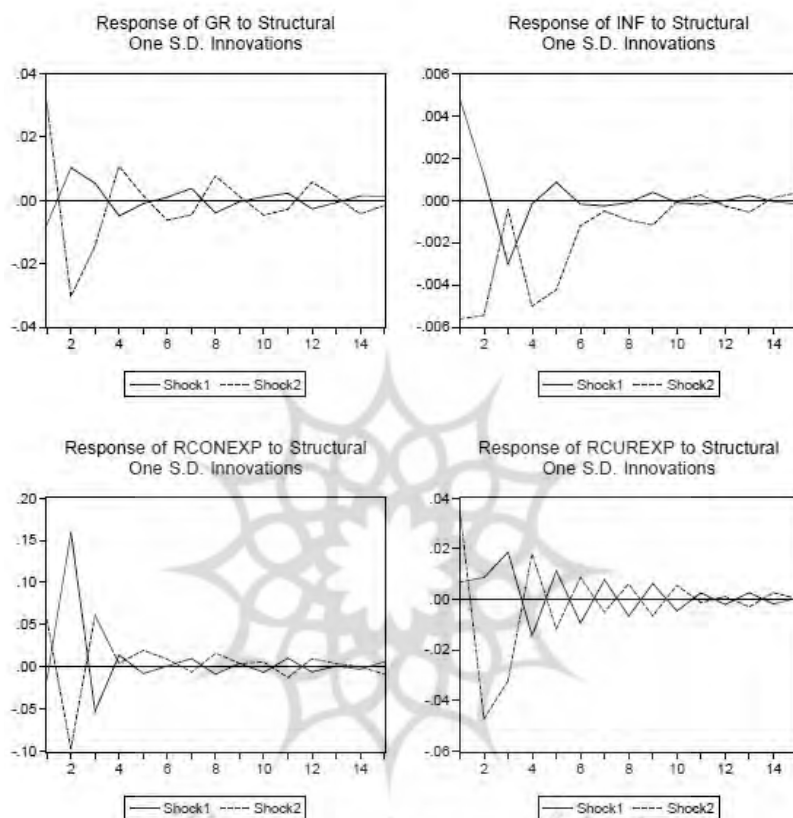 Response of GR to Structural
One S.D. Innovations
.04
.02
.00
-.02
-.04
2 4 6 8 10 12 14
Shock1 Shock2
Response of INF to Structural
One S.D. Innovations
.006
.004
.002
.000
-.002
-.004
-.006
2 4 6 8 10 12 14
Shock1 Shock2
Response of RCONEXP to Structural
One S.D. Innovations
.20
.15
.10
.05
.00
-.05
-.10
2 4 6 8 10 12 14
Shock1 Shock2
Response of RCUREXP to Structural
One S.D. Innovations
.04
.02
.00
-.02
-.04
-.06
2 4 6 8 10 12 14
Shock1 Shock2